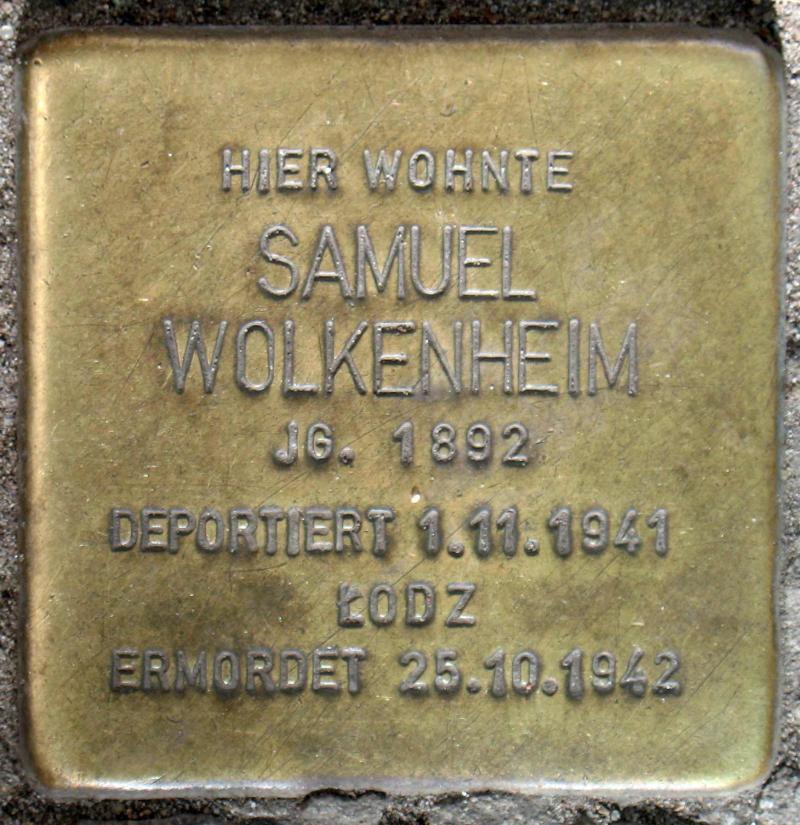 HIER WOHNTE
SAMUEL
WOLKENHEIM
JG. 1892
DEPORTIERT 1.11.1941
ŁODZ
ERMORDET 25.10.1942